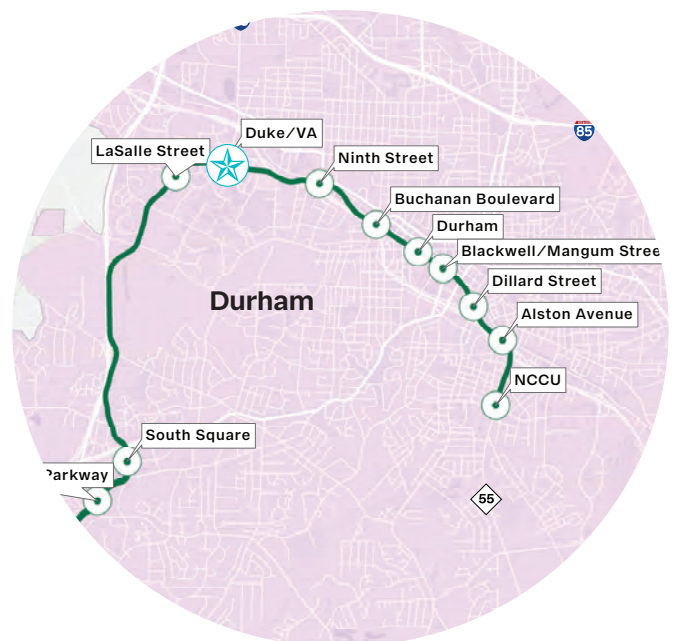 Duke/VA
85
LaSalle Street
Ninth Street
Buchanan Boulevard
Durham
Blackwell/Mangum Stree
Dillard Street
Durham
Alston Avenue
NCCU
South Square
Parkway
55